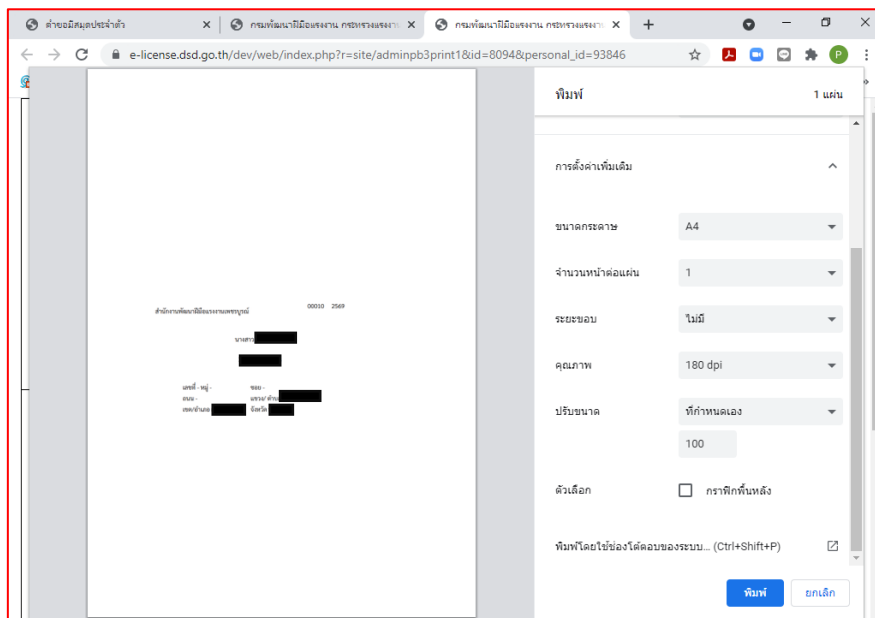 คำขอมีสมุดประจำตัว
กรมพัฒนาฝีมือแรงงาน กระทรวงแรงงา
กรมพัฒนาฝีมือแรงงาน กระทรวงแรงงา
e-license.dsd.go.th/dev/web/index.php?r=site/adminpb3print1&id=8094&personal_id=93846
P
พิมพ์ 1 แผ่น
การตั้งค่าเพิ่มเติม
ขนาดกระดาษ A4
จำนวนหน้าต่อแผ่น 1
ระยะขอบ ไม่มี
คุณภาพ 180 dpi
ปรับขนาด ที่กำหนดเอง
100
ตัวเลือก กราฟิกพื้นหลัง
พิมพ์โดยใช้ช่องโต้ตอบของระบบ... (Ctrl+Shift+P)
พิมพ์ ยกเลิก
สำนักงานพัฒนาฝีมือแรงงานเพชรบูรณ์ 00010 2569
นางสาว
เลขที่ - หมู่ - ซอย -
ถนน - แขวง/ ตำบ
เขต/อำเภอ จังหวัด